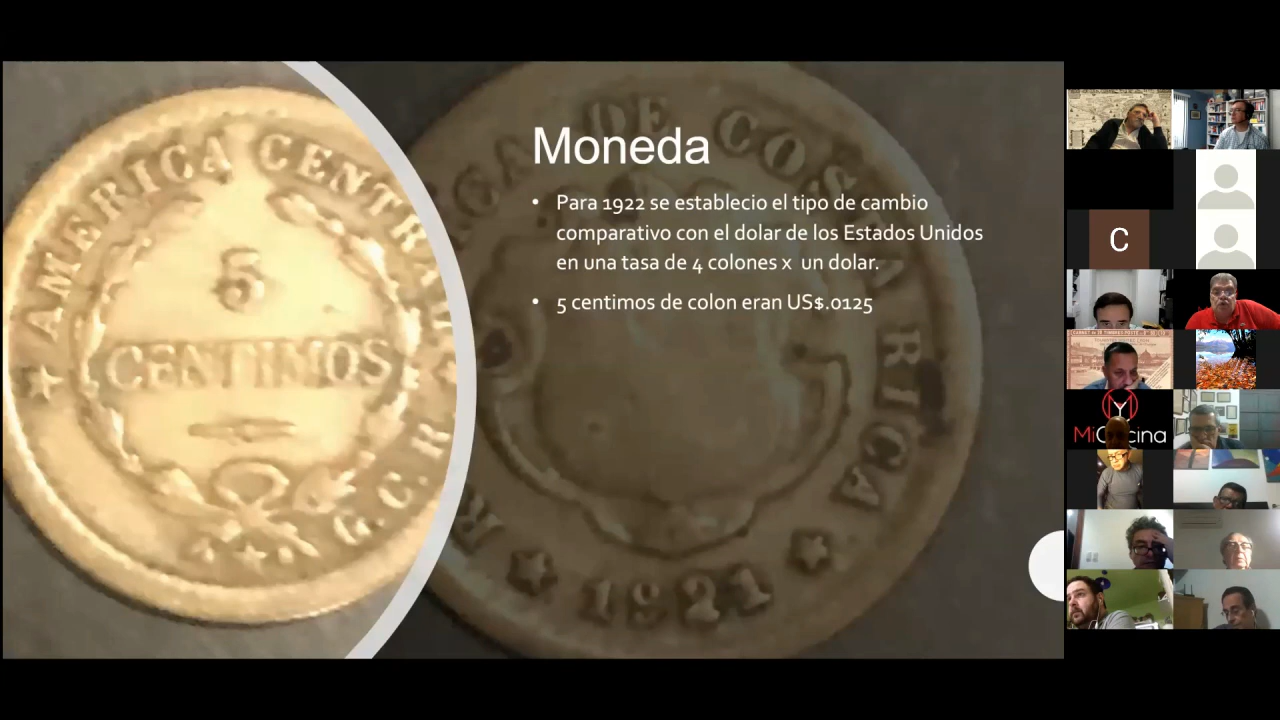 Moneda
• Para 1922 se establecio el tipo de cambio
comparativo con el dolar de los Estados Unidos
en una tasa de 4 colones x un dolar.
• 5 centimos de colon eran US$.0125
AMERICA CENTRAL
5
CENTIMOS
G. C. R
DE COSTA RICA
1921
C
MiCocina